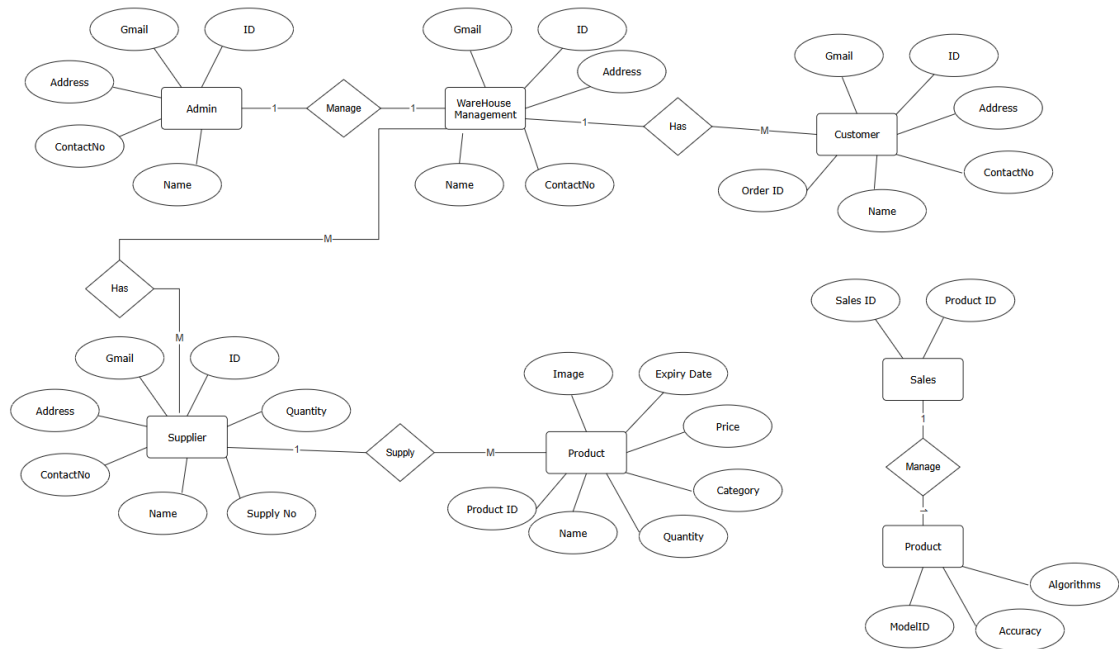 Gmail
ID
Address
Admin
ContactNo
Name
1
Manage
1
Gmail
ID
Address
WareHouse
Management
Name
ContactNo
1
Has
M
Gmail
ID
Address
Customer
ContactNo
Order ID
Name
M
Has
M
Gmail
ID
Address
Quantity
Supplier
ContactNo
Name
Supply No
1
Supply
M
Image
Expiry Date
Price
Product
Category
Product ID
Name
Quantity
Sales ID
Product ID
Sales
1
Manage
1
Product
Algorithms
ModelID
Accuracy